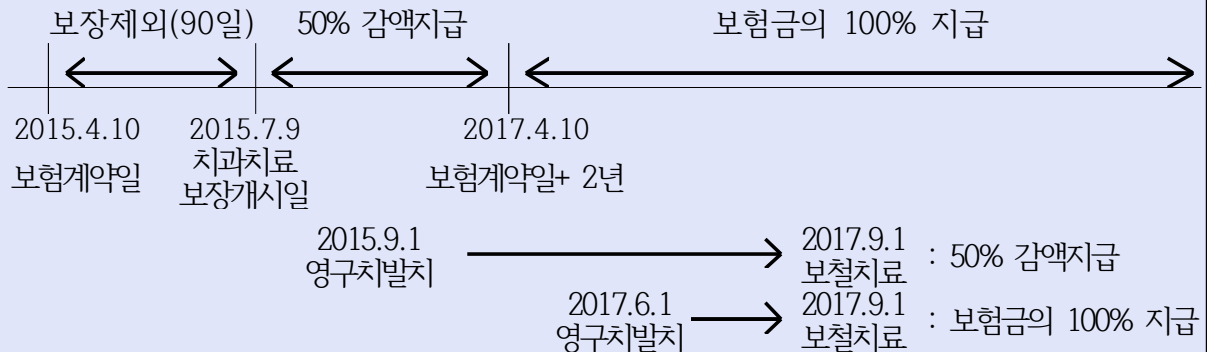 보장제외(90일) 50% 감액지급 보험금의 100% 지급
2015.4.10 2015.7.9 2017.4.10
보험계약일 치과치료 보장개시일 보험계약일+ 2년
2015.9.1 영구치발치 2017.9.1 보철치료 : 50% 감액지급
2017.6.1 영구치발치 2017.9.1 보철치료 : 보험금의 100% 지급